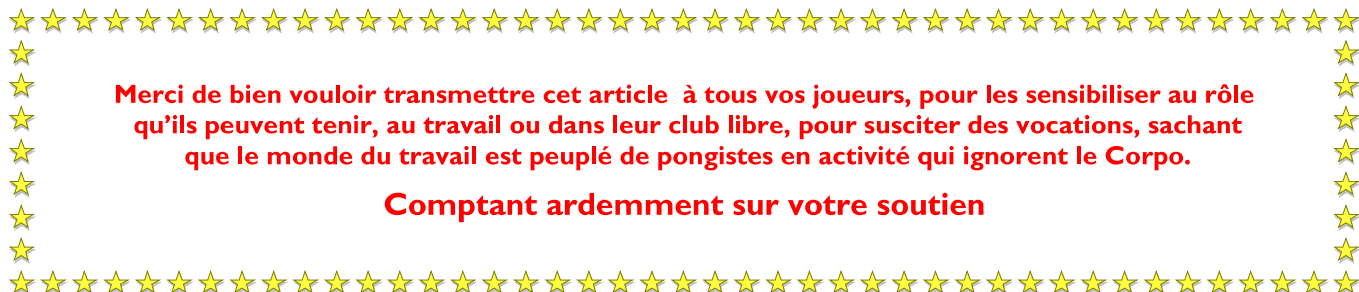 Merci de bien vouloir transmettre cet article  à tous vos joueurs, pour les sensibiliser au rôle
qu’ils peuvent tenir, au travail ou dans leur club libre, pour susciter des vocations, sachant
que le monde du travail est peuplé de pongistes en activité qui ignorent le Corpo.
Comptant ardemment sur votre soutien